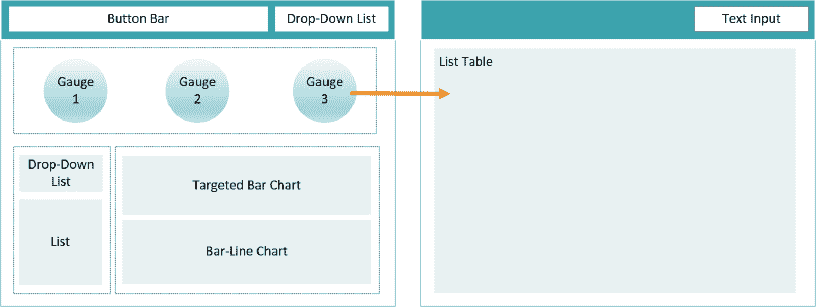 Button Bar
Drop-Down List
Text Input
Gauge
1
Gauge
2
Gauge
3
List Table
Drop-Down
List
List
Targeted Bar Chart
Bar-Line Chart